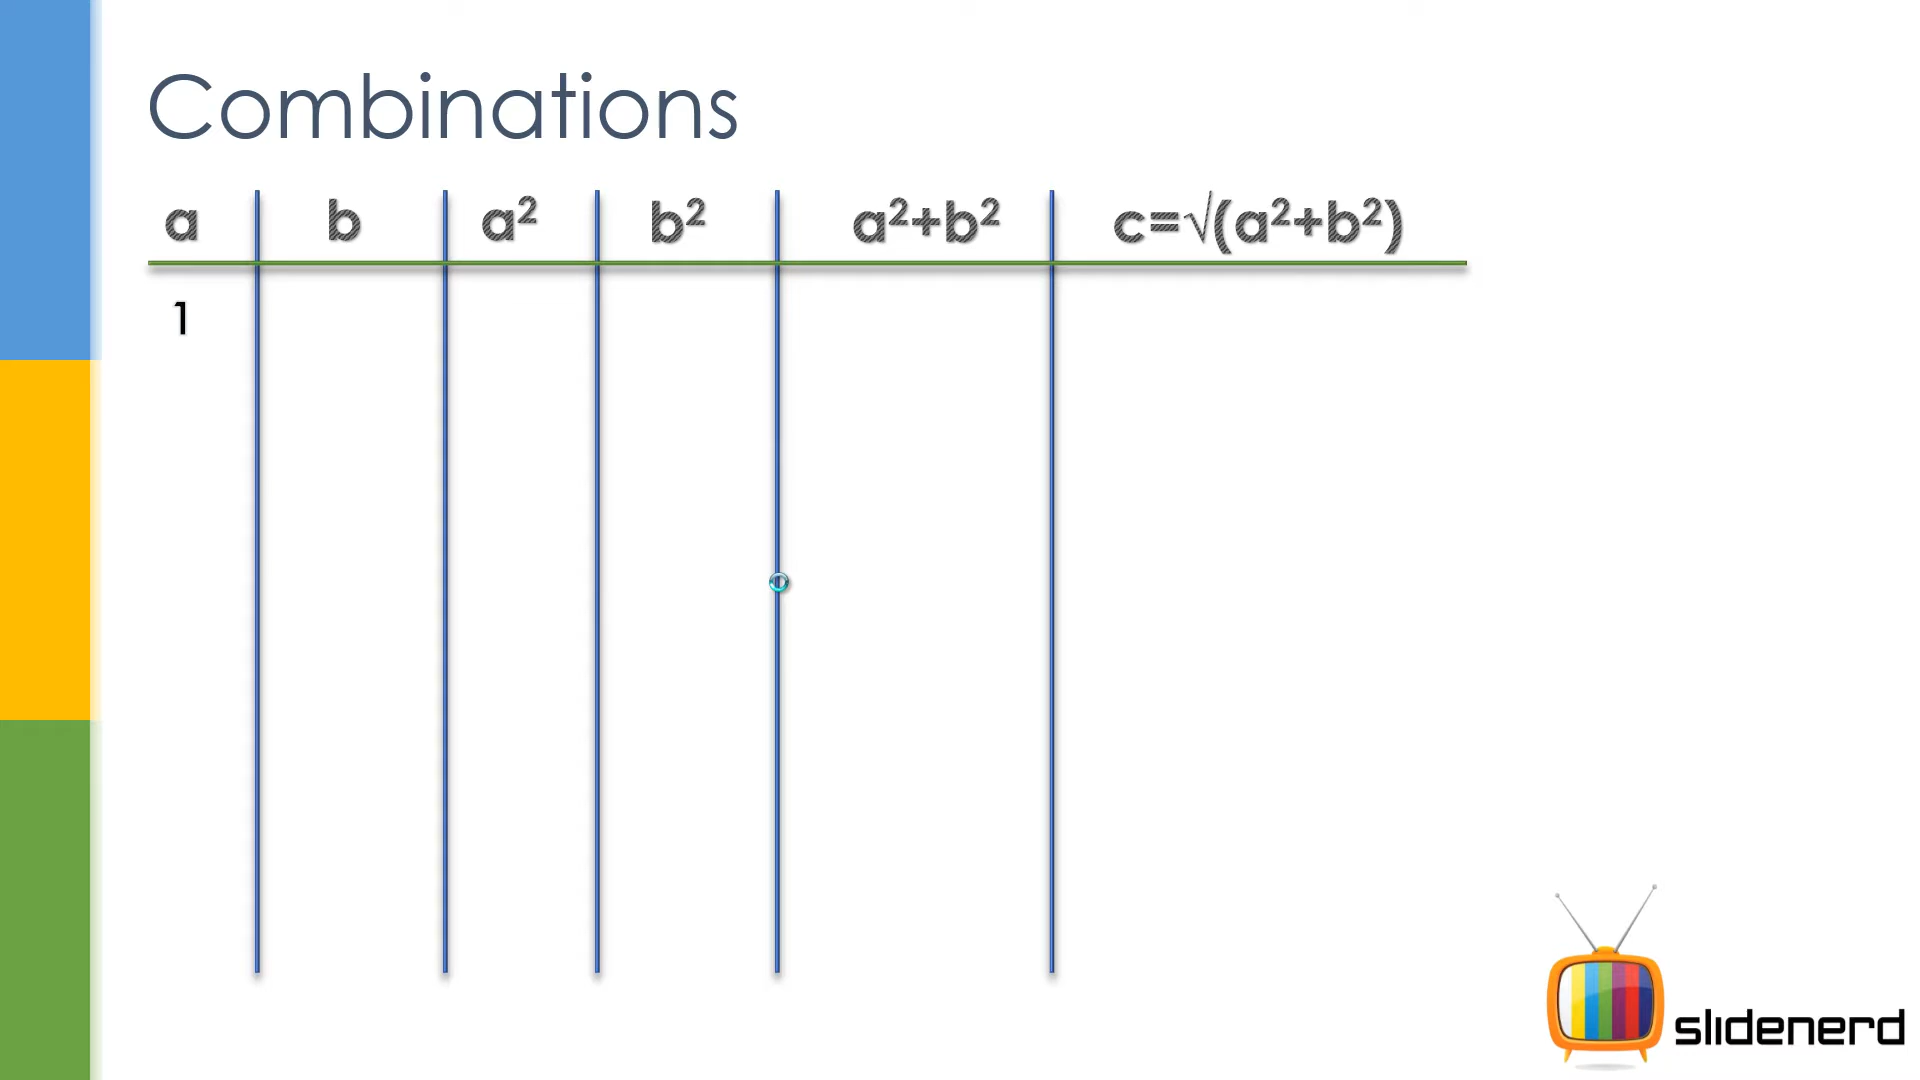 Combinations
a b a² b² a²+b² c=√(a²+b²)
1
slidenerd